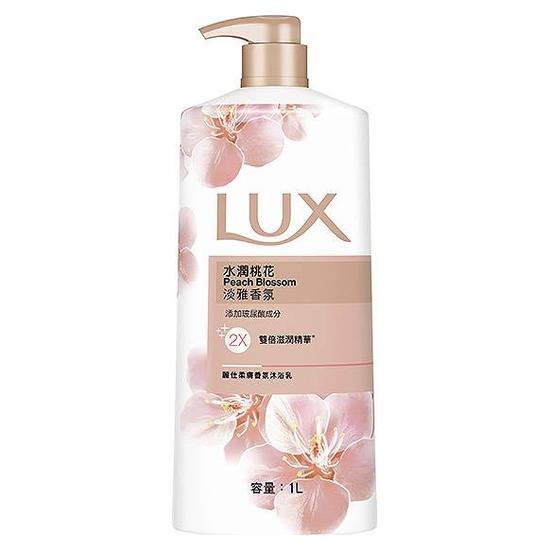 LUX
水潤桃花
Peach Blossom
淡雅香氛
添加玻尿酸成分
2X 雙倍滋潤精華*
麗仕柔膚香氛沐浴乳
容量：1L